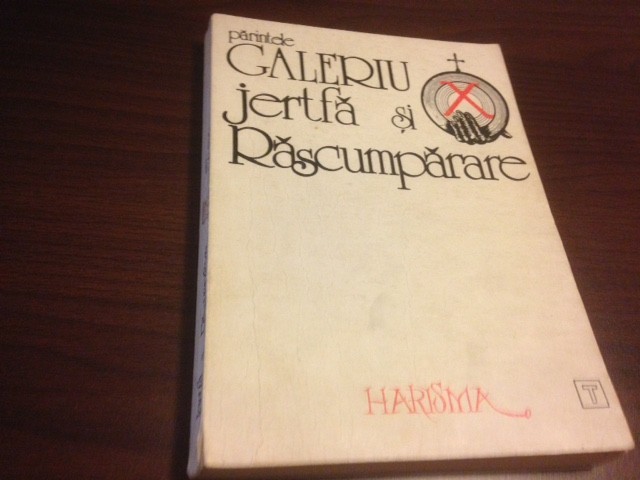 părintele
GALERIU
jertfă și
Răscumpărare
HARISMA
T